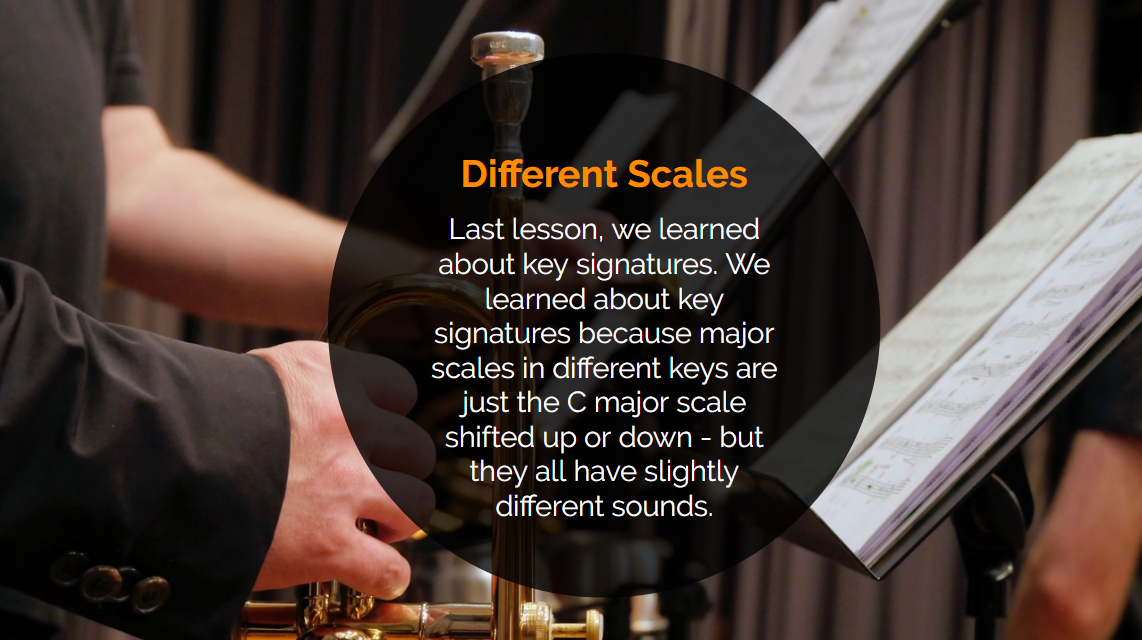 Different Scales
Last lesson, we learned
about key signatures. We
learned about key
signatures because major
scales in different keys are
just the C major scale
shifted up or down - but
they all have slightly
different sounds.